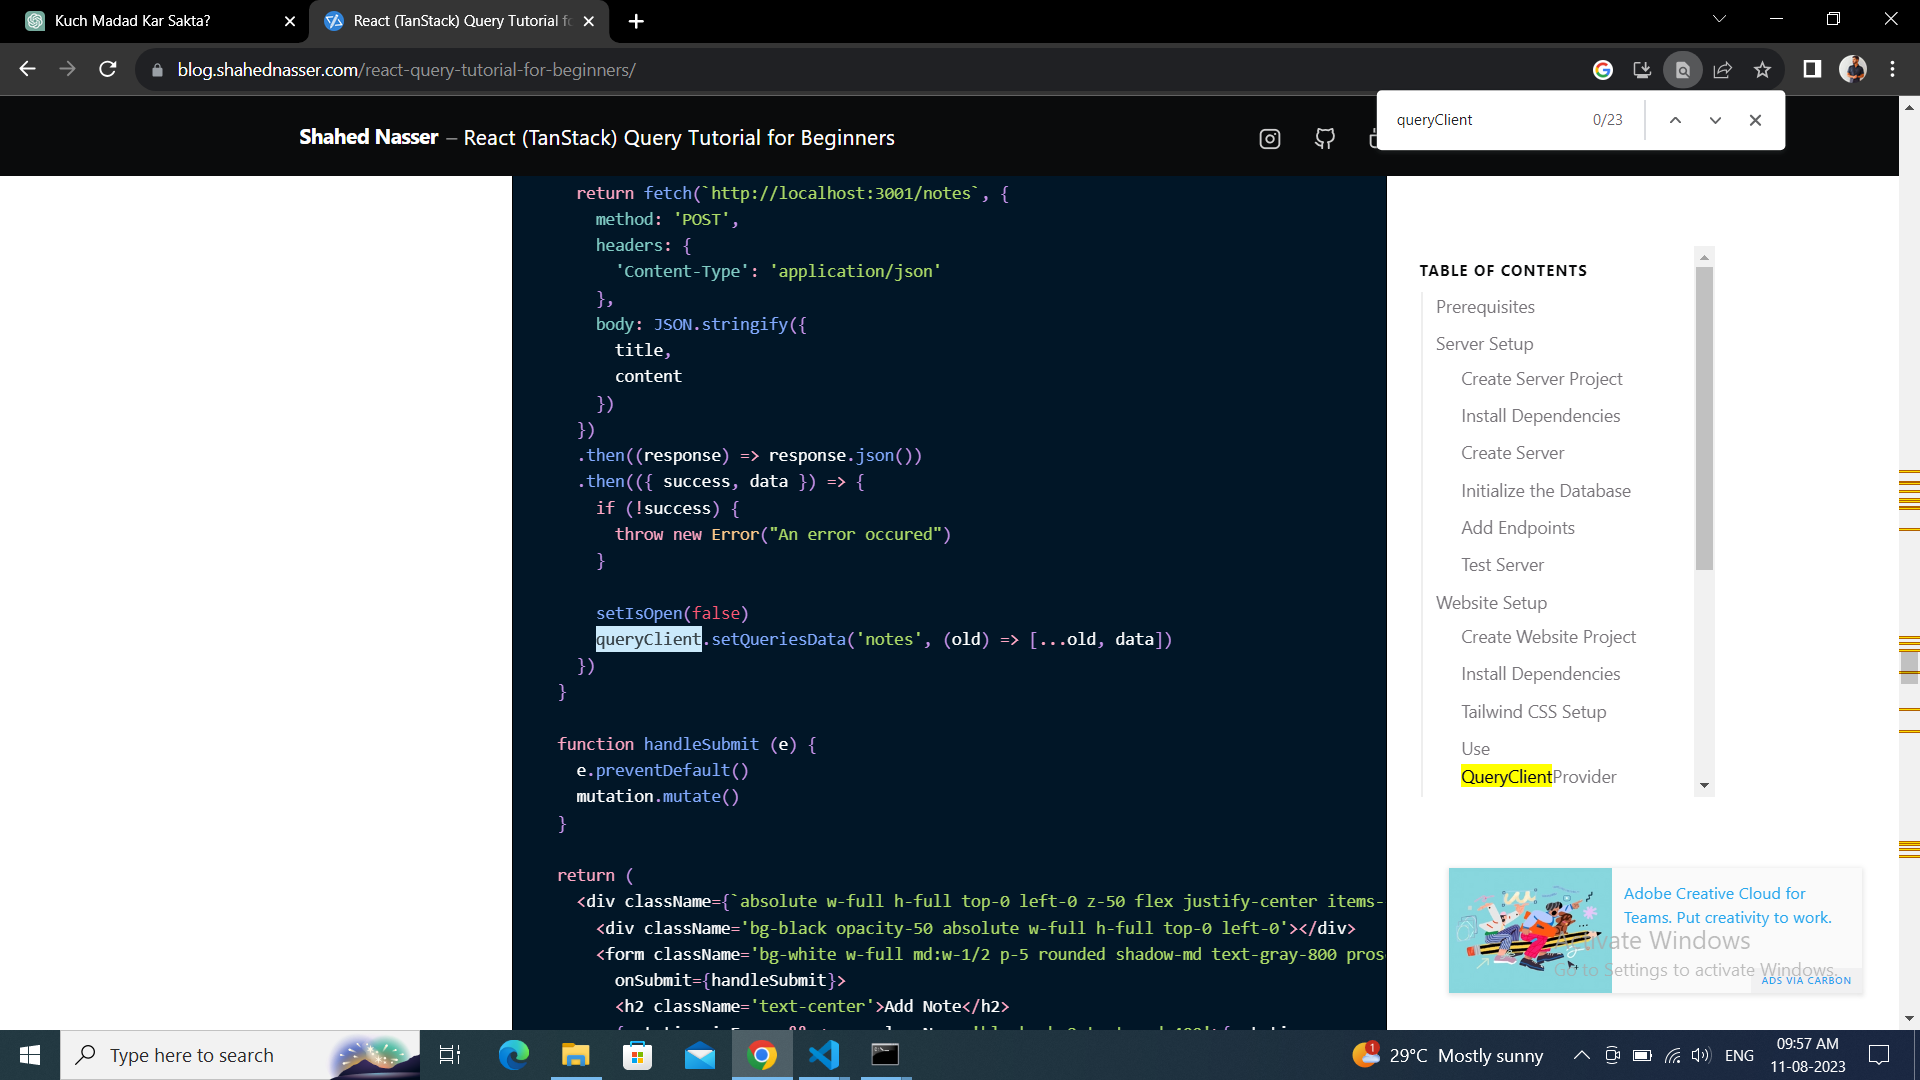 Kuch Madad Kar Sakta?
React (TanStack) Query Tutorial fo
blog.shahednasser.com/react-query-tutorial-for-beginners/
queryClient 0/23
Shahed Nasser – React (TanStack) Query Tutorial for Beginners
return fetch(`http://localhost:3001/notes`, {
method: 'POST',
headers: {
'Content-Type': 'application/json'
},
body: JSON.stringify({
title,
content
})
})
.then((response) => response.json())
.then(({ success, data }) => {
if (!success) {
throw new Error("An error occured")
}
setIsOpen(false)
queryClient.setQueriesData('notes', (old) => [...old, data])
})
}
function handleSubmit (e) {
e.preventDefault()
mutation.mutate()
}
return (
<div className={`absolute w-full h-full top-0 left-0 z-50 flex justify-center items-
<div className='bg-black opacity-50 absolute w-full h-full top-0 left-0'></div>
<form className='bg-white w-full md:w-1/2 p-5 rounded shadow-md text-gray-800 pros
onSubmit={handleSubmit}>
<h2 className='text-center'>Add Note</h2>
TABLE OF CONTENTS
Prerequisites
Server Setup
Create Server Project
Install Dependencies
Create Server
Initialize the Database
Add Endpoints
Test Server
Website Setup
Create Website Project
Install Dependencies
Tailwind CSS Setup
Use
QueryClientProvider
Adobe Creative Cloud for
Teams. Put creativity to work.
ADS VIA CARBON
Activate Windows
Go to Settings to activate Windows.
Type here to search
1
29°C Mostly sunny
ENG
09:57 AM
11-08-2023